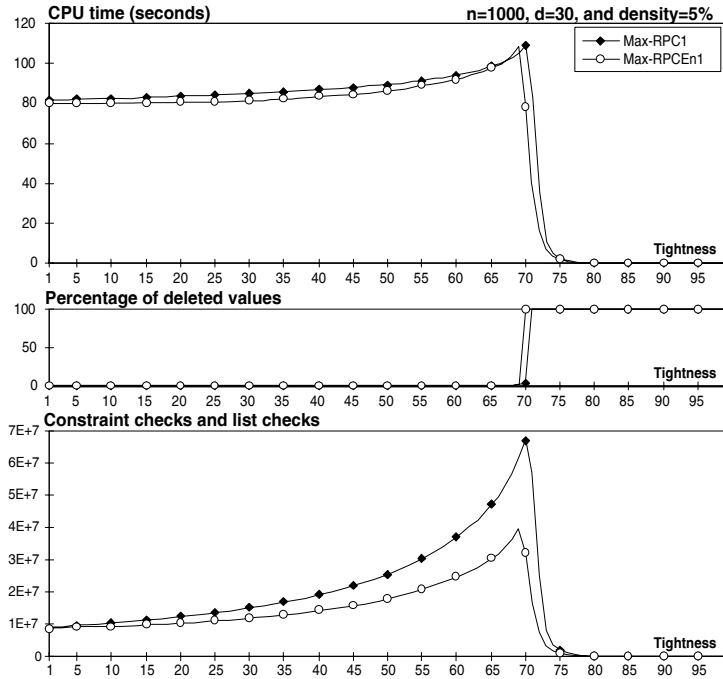 CPU time (seconds)
n=1000, d=30, and density=5%
120
Max-RPC1
Max-RPCEn1
100
80
60
40
20
0
Tightness
1 5 10 15 20 25 30 35 40 45 50 55 60 65 70 75 80 85 90 95
Percentage of deleted values
100
50
0
Tightness
1 5 10 15 20 25 30 35 40 45 50 55 60 65 70 75 80 85 90 95
Constraint checks and list checks
7E+7
6E+7
5E+7
4E+7
3E+7
2E+7
1E+7
0
Tightness
1 5 10 15 20 25 30 35 40 45 50 55 60 65 70 75 80 85 90 95